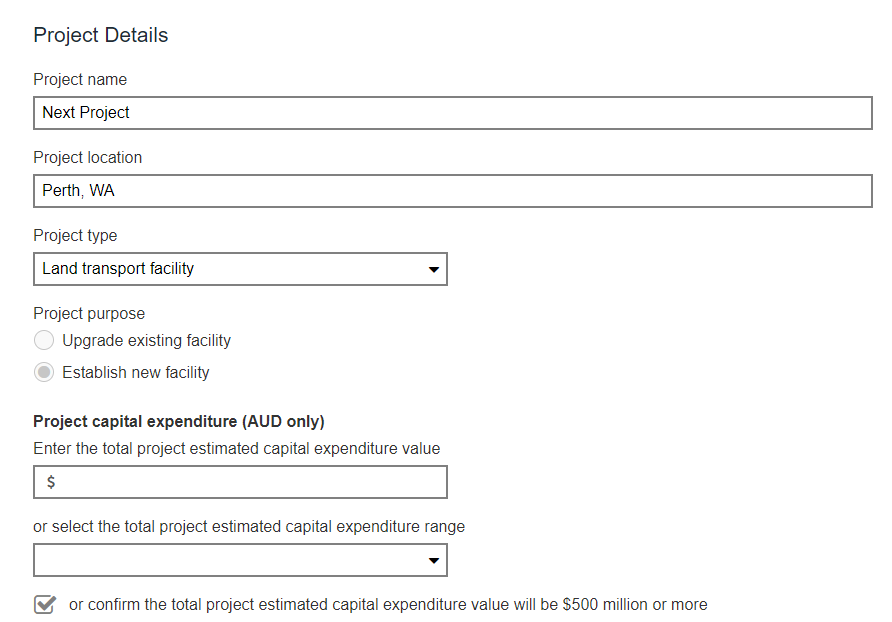 Project Details
Project name
Next Project
Project location
Perth, WA
Project type
Land transport facility
Project purpose
Upgrade existing facility
Establish new facility
Project capital expenditure (AUD only)
Enter the total project estimated capital expenditure value
$
or select the total project estimated capital expenditure range
or confirm the total project estimated capital expenditure value will be $500 million or more